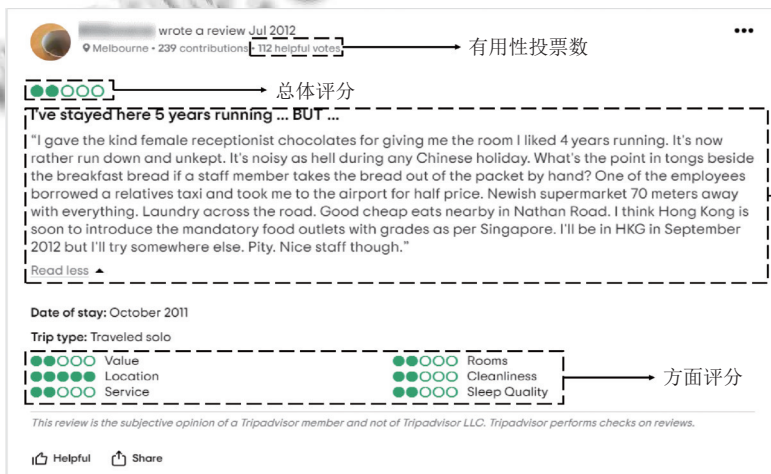 wrote a review Jul 2012
Melbourne • 239 contributions • 112 helpful votes
有用性投票数
总体评分
I've stayed here 5 years running ... BUT ...
“I gave the kind female receptionist chocolates for giving me the room I liked 4 years running. It's now
rather run down and unkept. It's noisy as hell during any Chinese holiday. What's the point in tongs beside
the breakfast bread if a staff member takes the bread out of the packet by hand? One of the employees
borrowed a relatives taxi and took me to the airport for half price. Newish supermarket 70 meters away
with everything. Laundry across the road. Good cheap eats nearby in Nathan Road. I think Hong Kong is
soon to introduce the mandatory food outlets with grades as per Singapore. I'll be in HKG in September
2012 but I'll try somewhere else. Pity. Nice staff though.”
Read less
Date of stay: October 2011
Trip type: Traveled solo
Value Rooms
Location Cleanliness
Service Sleep Quality
方面评分
This review is the subjective opinion of a Tripadvisor member and not of Tripadvisor LLC. Tripadvisor performs checks on reviews.
Helpful Share